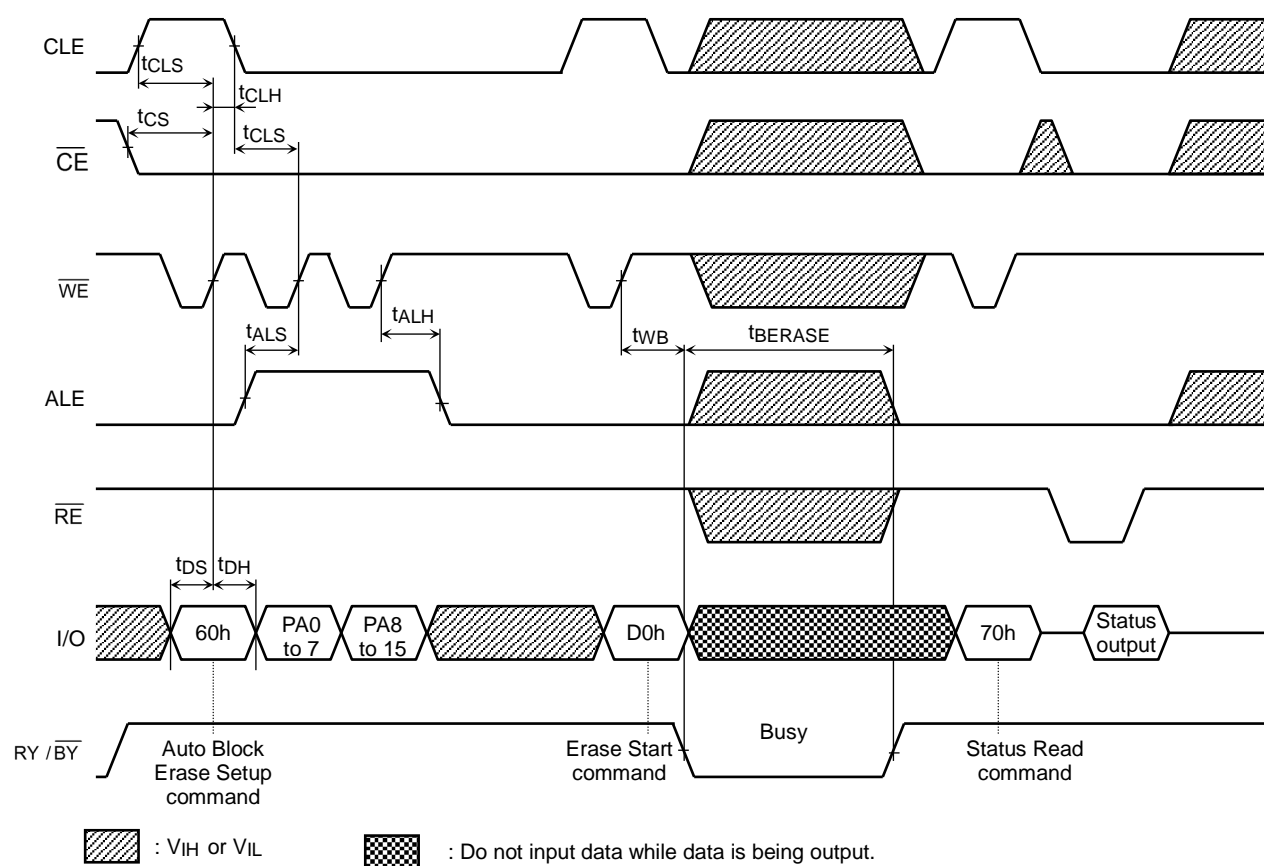 CLE
tCLS
tCLH
tCS
tCLS
CE
WE
tALS
tALH
tWB
tBERASE
ALE
RE
tDS
tDH
I/O
60h
PA0
to 7
PA8
to 15
D0h
70h
Status
output
RY / BY
Auto Block
Erase Setup
command
Erase Start
command
Busy
Status Read
command
: VIH or VIL
: Do not input data while data is being output.